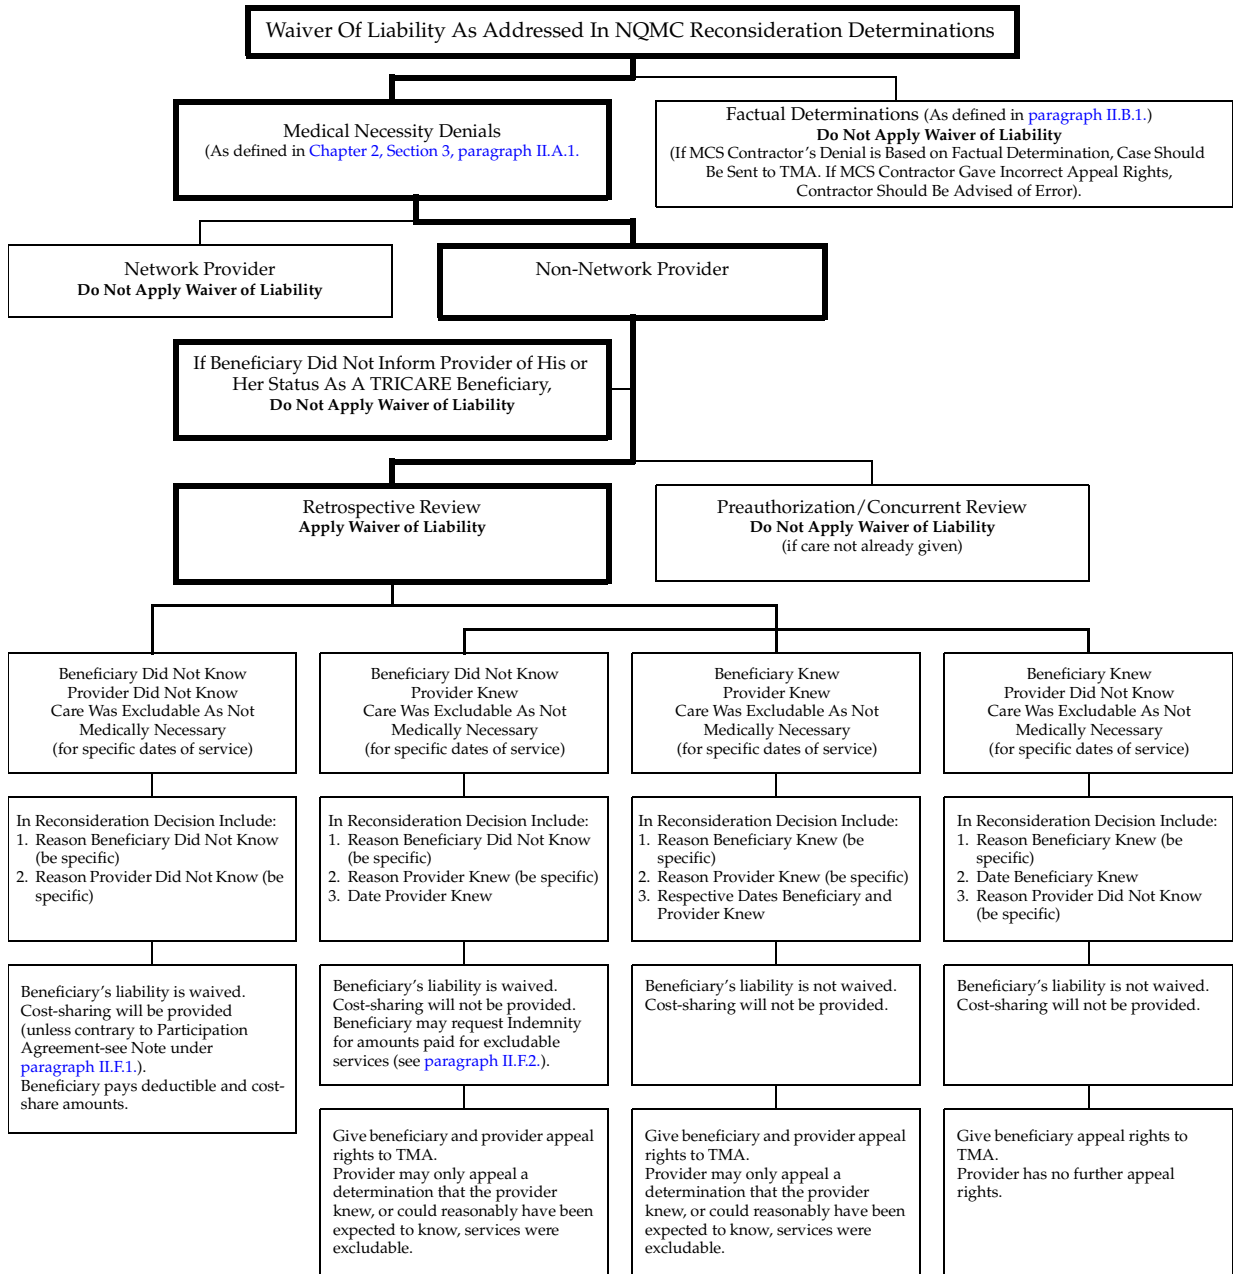 Waiver Of Liability As Addressed In NQMC Reconsideration Determinations
Medical Necessity Denials
(As defined in Chapter 2, Section 3, paragraph II.A.1.
Factual Determinations (As defined in paragraph II.B.1.)
Do Not Apply Waiver of Liability
(If MCS Contractor's Denial is Based on Factual Determination, Case Should
Be Sent to TMA. If MCS Contractor Gave Incorrect Appeal Rights,
Contractor Should Be Advised of Error).
Network Provider
Do Not Apply Waiver of Liability
Non-Network Provider
If Beneficiary Did Not Inform Provider of His or
Her Status As A TRICARE Beneficiary,
Do Not Apply Waiver of Liability
Retrospective Review
Apply Waiver of Liability
Preauthorization/Concurrent Review
Do Not Apply Waiver of Liability
(if care not already given)
Beneficiary Did Not Know
Provider Did Not Know
Care Was Excludable As Not
Medically Necessary
(for specific dates of service)
Beneficiary Did Not Know
Provider Knew
Care Was Excludable As Not
Medically Necessary
(for specific dates of service)
Beneficiary Knew
Provider Knew
Care Was Excludable As Not
Medically Necessary
(for specific dates of service)
Beneficiary Knew
Provider Did Not Know
Care Was Excludable As Not
Medically Necessary
(for specific dates of service)
In Reconsideration Decision Include:
1. Reason Beneficiary Did Not Know
(be specific)
2. Reason Provider Did Not Know (be
specific)
In Reconsideration Decision Include:
1. Reason Beneficiary Did Not Know
(be specific)
2. Reason Provider Knew (be specific)
3. Date Provider Knew
In Reconsideration Decision Include:
1. Reason Beneficiary Knew (be
specific)
2. Reason Provider Knew (be specific)
3. Respective Dates Beneficiary and
Provider Knew
In Reconsideration Decision Include:
1. Reason Beneficiary Knew (be
specific)
2. Date Beneficiary Knew
3. Reason Provider Did Not Know
(be specific)
Beneficiary's liability is waived.
Cost-sharing will be provided
(unless contrary to Participation
Agreement-see Note under
paragraph II.F.1.).
Beneficiary pays deductible and cost-
share amounts.
Beneficiary's liability is waived.
Cost-sharing will not be provided.
Beneficiary may request Indemnity
for amounts paid for excludable
services (see paragraph II.F.2.).
Beneficiary's liability is not waived.
Cost-sharing will not be provided.
Beneficiary's liability is not waived.
Cost-sharing will not be provided.
Give beneficiary and provider appeal
rights to TMA.
Provider may only appeal a
determination that the provider
knew, or could reasonably have been
expected to know, services were
excludable.
Give beneficiary and provider appeal
rights to TMA.
Provider may only appeal a
determination that the provider
knew, or could reasonably have been
expected to know, services were
excludable.
Give beneficiary appeal rights to
TMA.
Provider has no further appeal
rights.